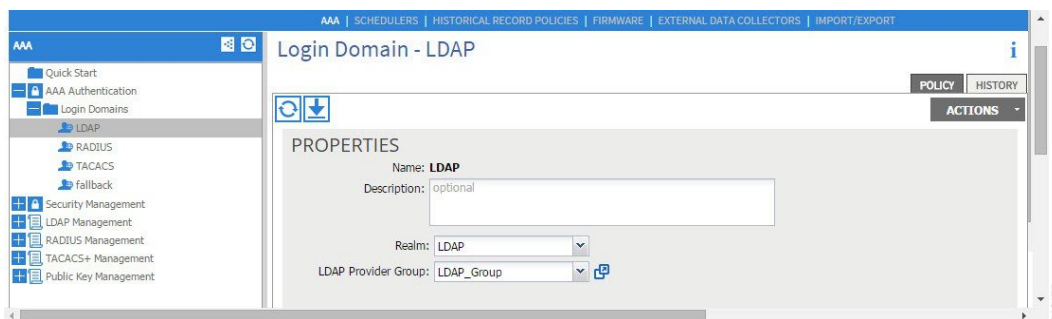 AAA | SCHEDULERS | HISTORICAL RECORD POLICIES | FIRMWARE | EXTERNAL DATA COLLECTORS | IMPORT/EXPORT
AAA
Quick Start
AAA Authentication
Login Domains
LDAP
RADIUS
TACACS
fallback
Security Management
LDAP Management
RADIUS Management
TACACS+ Management
Public Key Management
Login Domain - LDAP
i
POLICY HISTORY
ACTIONS
PROPERTIES
Name: LDAP
Description: optional
Realm: LDAP
LDAP Provider Group: LDAP_Group